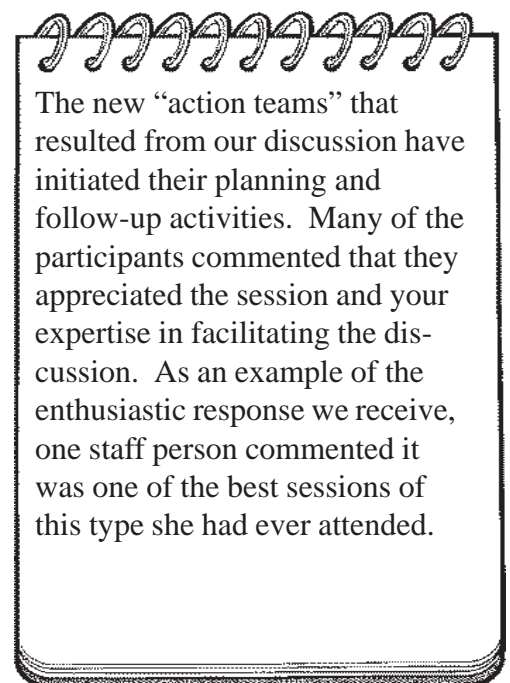 The new “action teams” that
resulted from our discussion have
initiated their planning and
follow-up activities.  Many of the
participants commented that they
appreciated the session and your
expertise in facilitating the dis-
cussion.  As an example of the
enthusiastic response we receive,
one staff person commented it
was one of the best sessions of
this type she had ever attended.